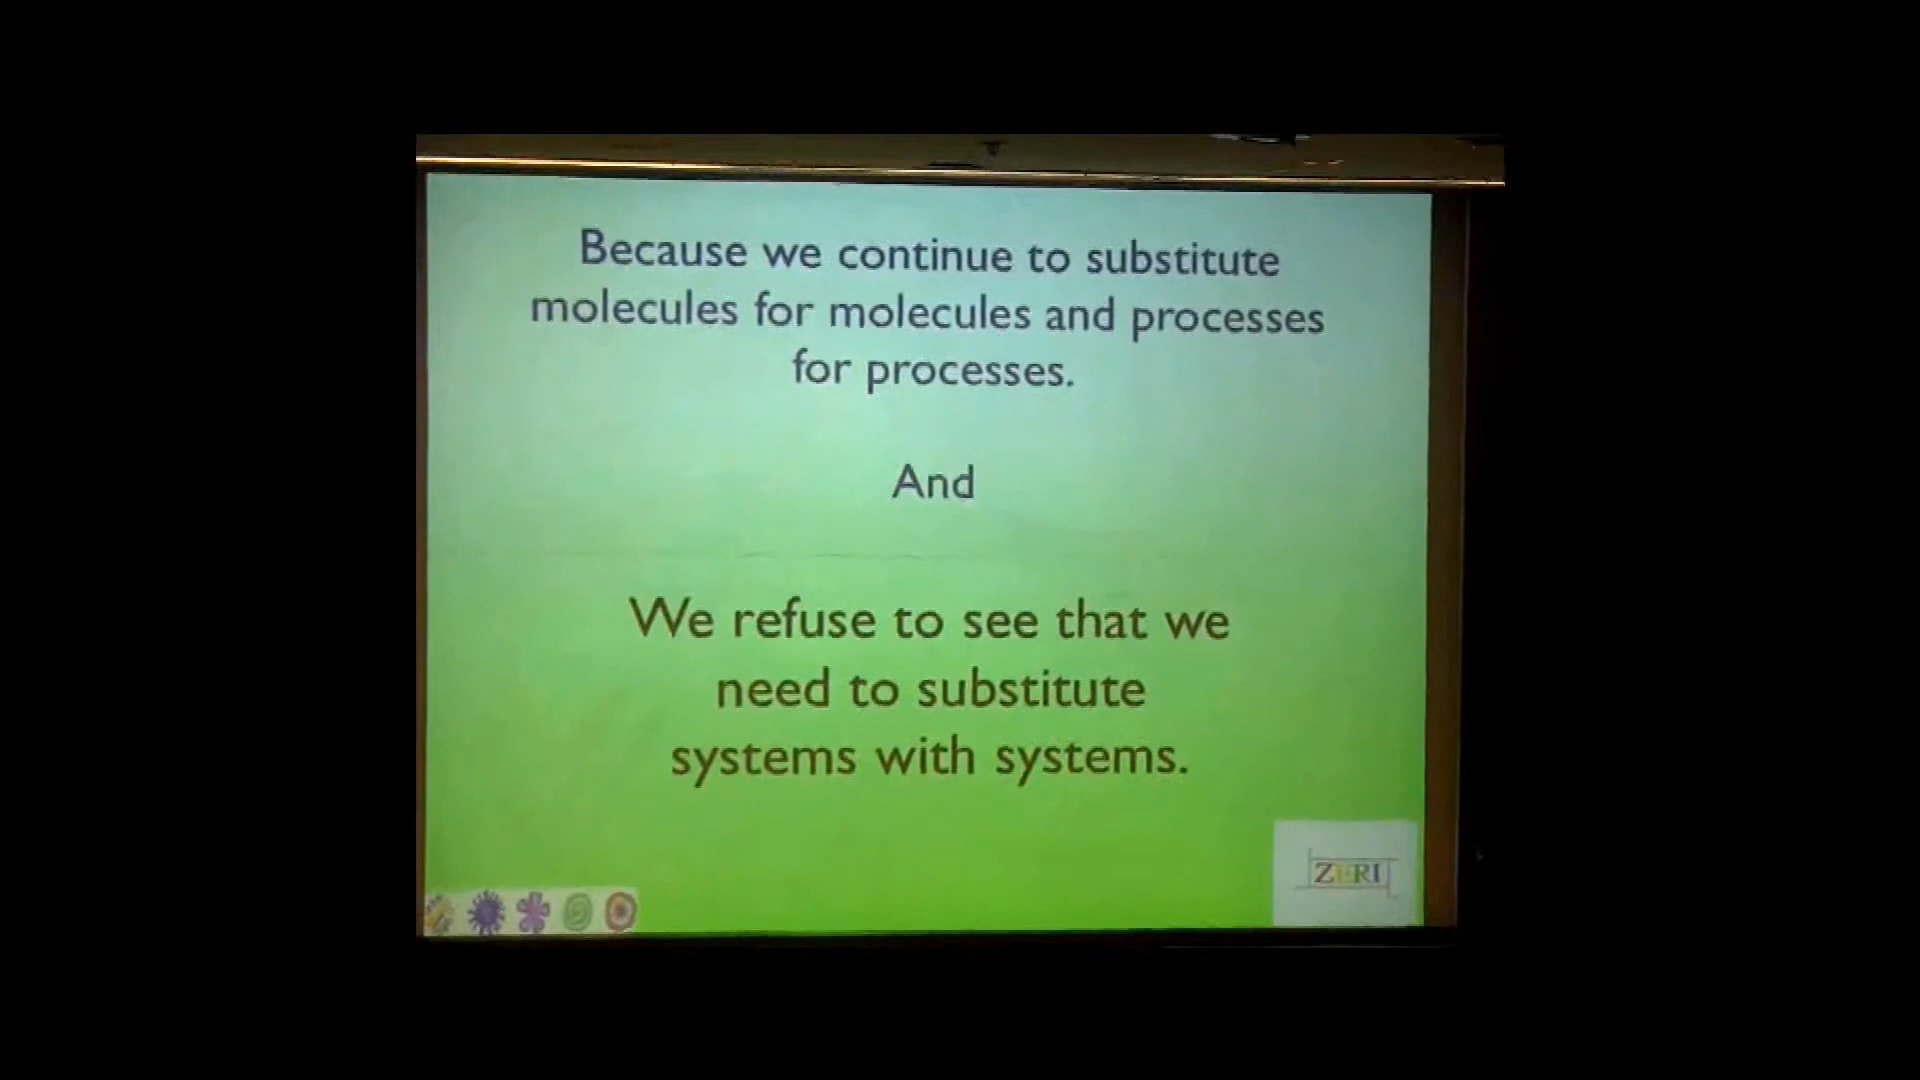 Because we continue to substitute
molecules for molecules and processes
for processes.
And
We refuse to see that we
need to substitute
systems with systems.
ZERI